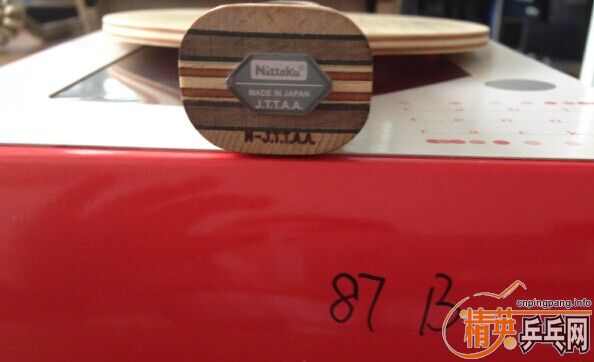 Nittaku©
MADE IN JAPAN
J.T.T.A.A.
N-J.T.T.A.A.
87 13
cnpingpang.info
精英乒乓网